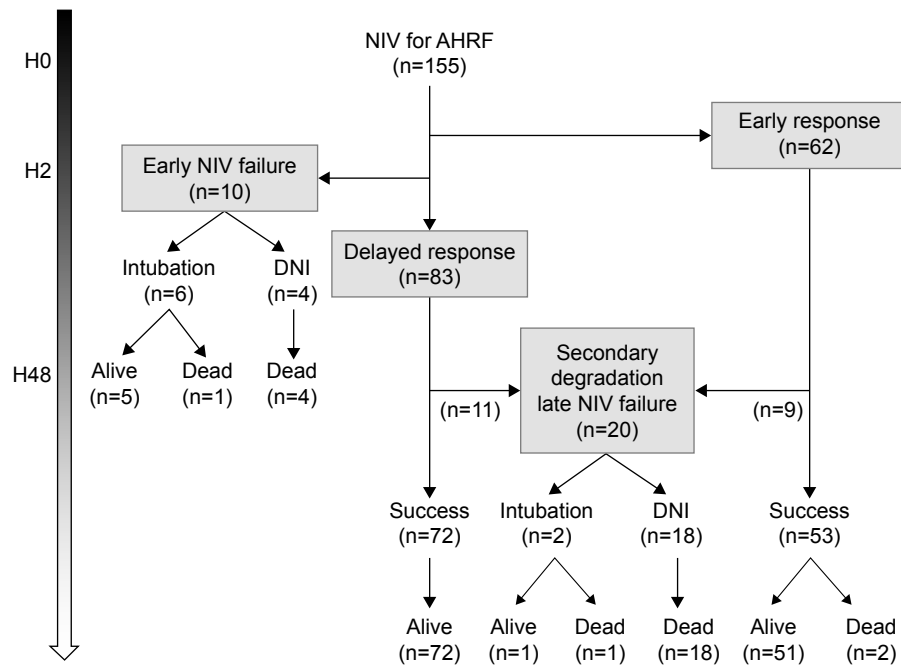 H0
NIV for AHRF
(n=155)
Early response
(n=62)
H2
Early NIV failure
(n=10)
Delayed response
(n=83)
Intubation
(n=6)
DNI
(n=4)
H48
Alive
(n=5)
Dead
(n=1)
Dead
(n=4)
Secondary
degradation
late NIV failure
(n=20)
(n=11)
(n=9)
Success
(n=72)
Intubation
(n=2)
DNI
(n=18)
Success
(n=53)
Alive
(n=72)
Alive
(n=1)
Dead
(n=1)
Dead
(n=18)
Alive
(n=51)
Dead
(n=2)